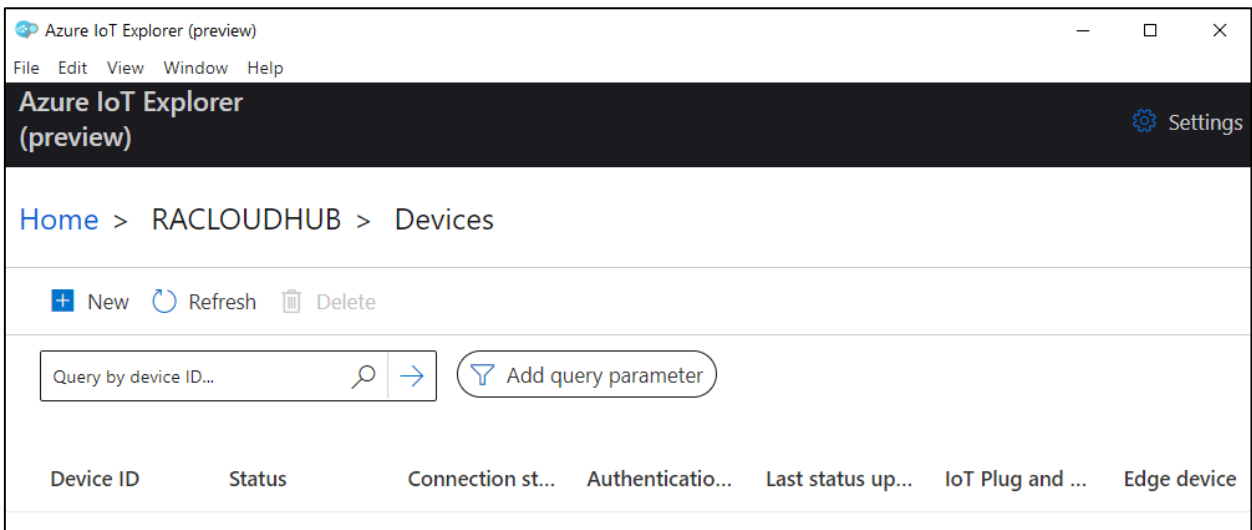 Azure IoT Explorer (preview)
File Edit View Window Help
Azure IoT Explorer
(preview)
Settings
Home > RACLOUDHUB > Devices
New Refresh Delete
Query by device ID... Add query parameter
Device ID Status Connection st... Authenticatio... Last status up... IoT Plug and ... Edge device